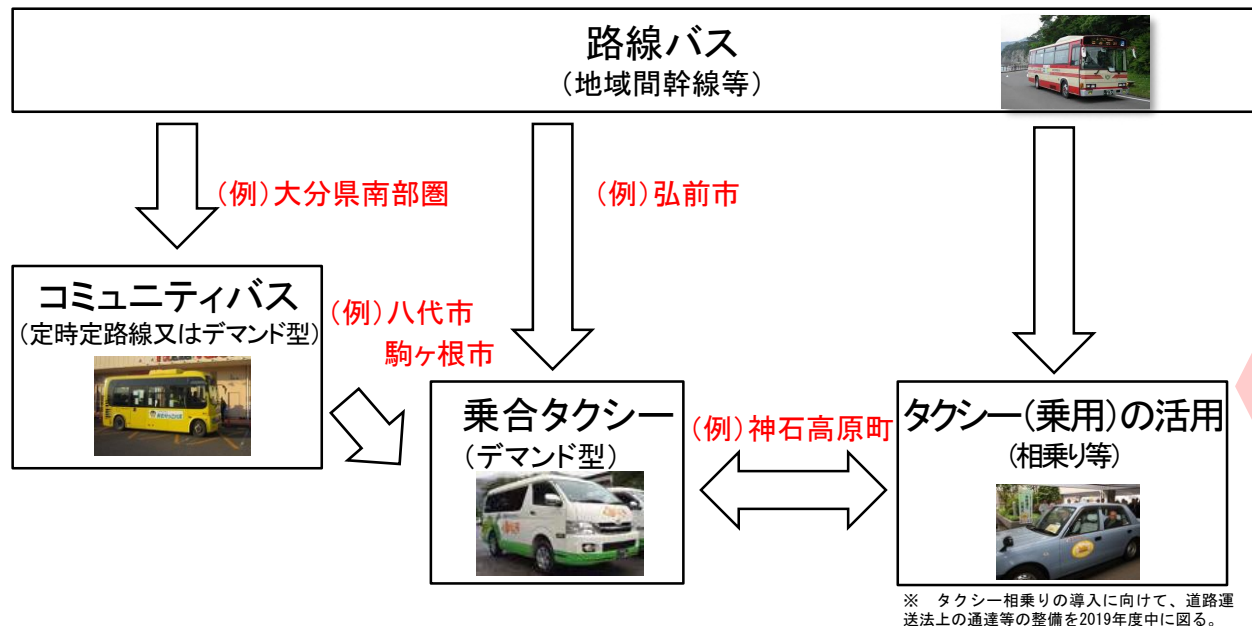 路線バス
（地域間幹線等）
（例）大分県南部圏
（例）弘前市
コミュニティバス
（定時定路線又はデマンド型）
（例）八代市
駒ヶ根市
乗合タクシー
（デマンド型）
（例）神石高原町
タクシー（乗用）の活用
（相乗り等）
※　タクシー相乗りの導入に向けて、道路運
送法上の通達等の整備を2019年度中に図る。